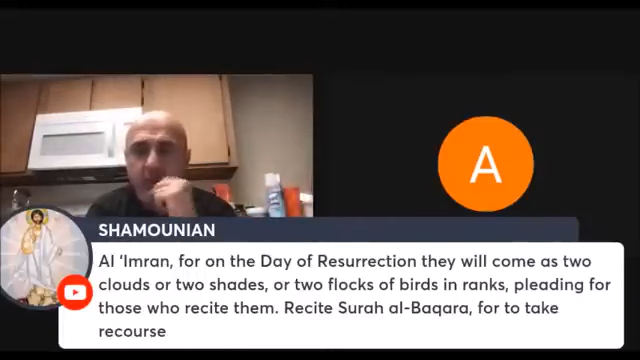 A
SHAMOUNIAN
Al ‘Imran, for on the Day of Resurrection they will come as two
clouds or two shades, or two flocks of birds in ranks, pleading for
those who recite them. Recite Surah al-Baqara, for to take
recourse